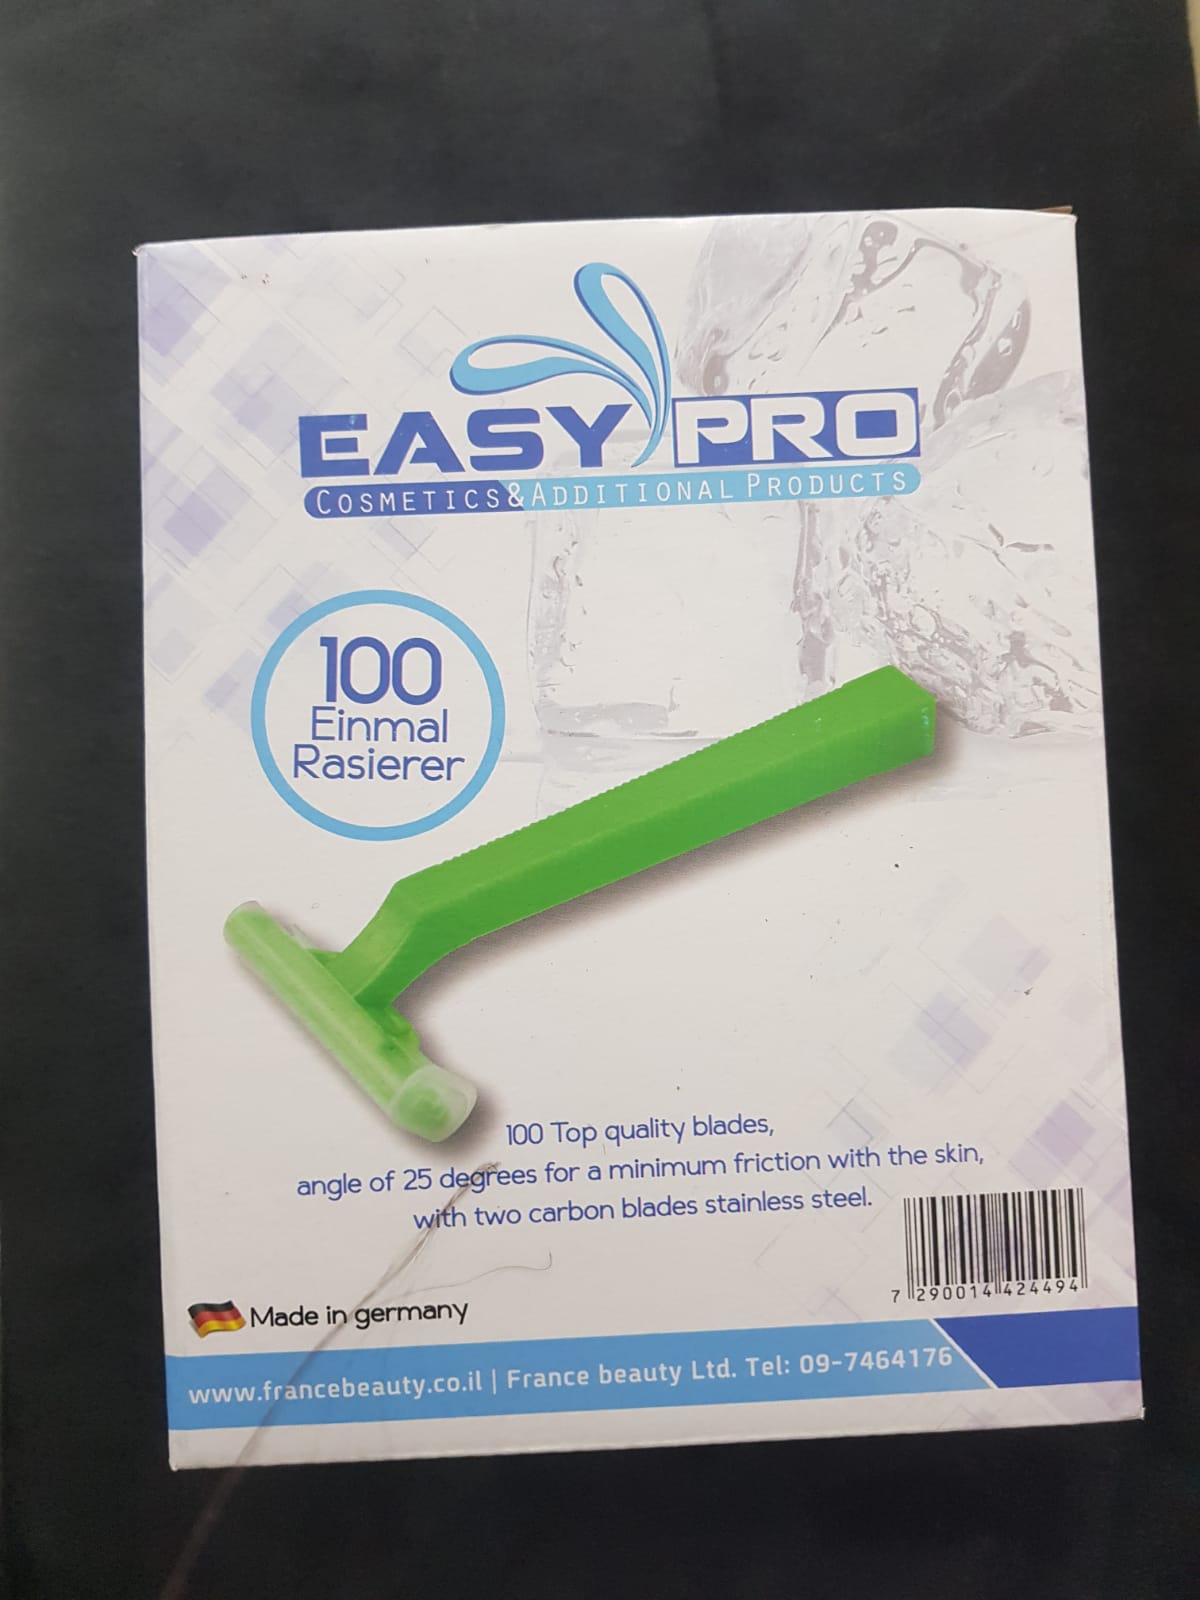 EASY PRO
COSMETICS&ADDITIONAL PRODUCTS
100
Einmal
Rasierer
100 Top quality blades,
angle of 25 degrees for a minimum friction with the skin,
with two carbon blades stainless steel.
7 290014 424494
Made in germany
www.francebeauty.co.il | France beauty Ltd. Tel: 09-7464176